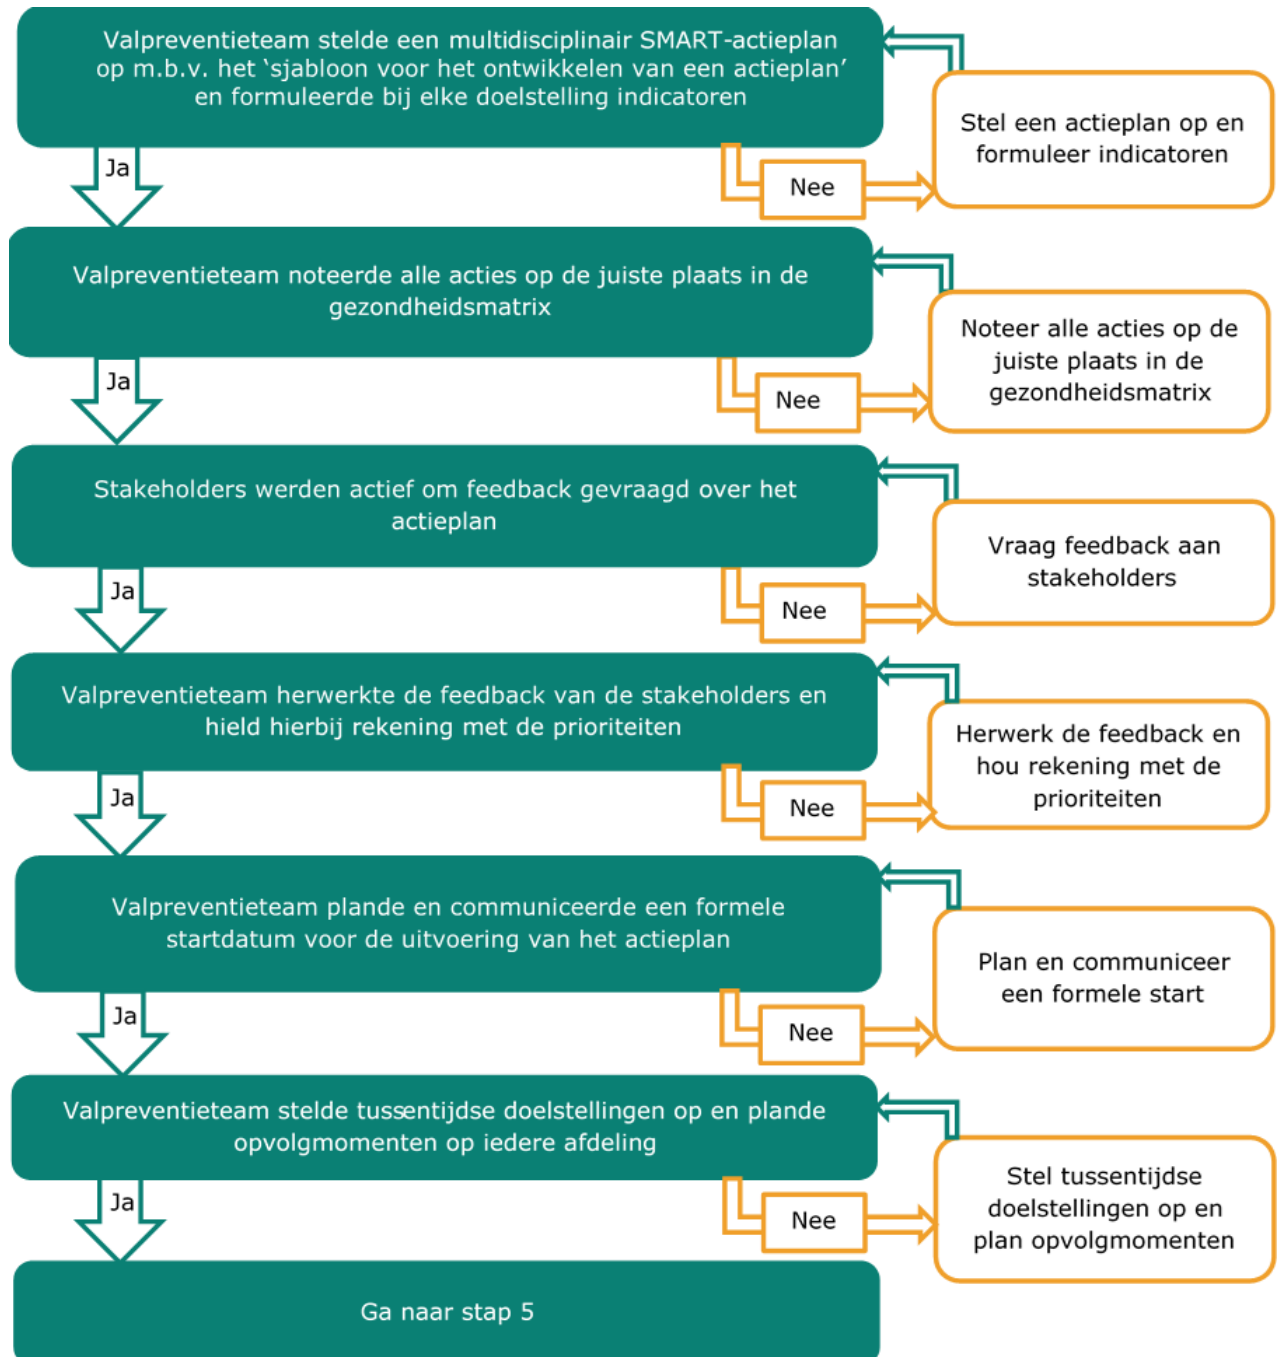 Valpreventieteam stelde een multidisciplinair SMART-actieplan
op m.b.v. het ‘sjabloon voor het ontwikkelen van een actieplan’
en formuleerde bij elke doelstelling indicatoren
Stel een actieplan op en
formuleer indicatoren
Ja
Nee
Valpreventieteam noteerde alle acties op de juiste plaats in de
gezondheidsmatrix
Noteer alle acties op de
juiste plaats in de
gezondheidsmatrix
Ja
Nee
Stakeholders werden actief om feedback gevraagd over het
actieplan
Vraag feedback aan
stakeholders
Ja
Nee
Valpreventieteam herwerkte de feedback van de stakeholders en
hield hierbij rekening met de prioriteiten
Herwerk de feedback en
hou rekening met de
prioriteiten
Ja
Nee
Valpreventieteam plande en communiceerde een formele
startdatum voor de uitvoering van het actieplan
Plan en communiceer
een formele start
Ja
Nee
Valpreventieteam stelde tussentijdse doelstellingen op en plande
opvolgmomenten op iedere afdeling
Stel tussentijdse
doelstellingen op en
plan opvolgmomenten
Ja
Nee
Ga naar stap 5